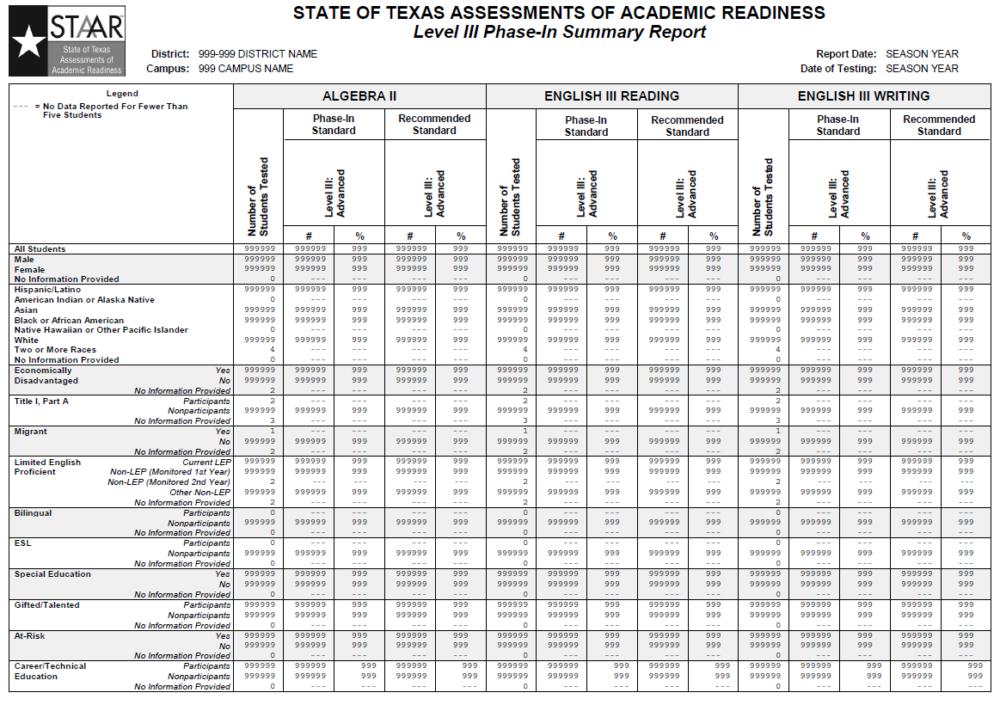 STAAR
State of Texas
Assessments of
Academic Readiness
STATE OF TEXAS ASSESSMENTS OF ACADEMIC READINESS
Level III Phase-In Summary Report
District: 999-999 DISTRICT NAME Report Date: SEASON YEAR
Campus: 999 CAMPUS NAME Date of Testing: SEASON YEAR
Legend
--- = No Data Reported For Fewer Than
Five Students
ALGEBRA II ENGLISH III READING ENGLISH III WRITING
Number of Students Tested Phase-In Standard Recommended Standard Number of Students Tested Phase-In Standard Recommended Standard Number of Students Tested Phase-In Standard Recommended Standard
Level III: Advanced Level III: Advanced Level III: Advanced Level III: Advanced Level III: Advanced Level III: Advanced
# % # % # % # % # % # %
All Students 999999 999999 999 999999 999 999999 999999 999 999999 999 999999 999999 999 999999 999
Male 999999 999999 999 999999 999 999999 999999 999 999999 999 999999 999999 999 999999 999
Female 999999 999999 999 999999 999 999999 999999 999 999999 999 999999 999999 999 999999 999
No Information Provided 0 --- --- --- --- 0 --- --- --- --- 0 --- --- --- ---
Hispanic/Latino 999999 999999 999 999999 999 999999 999999 999 999999 999 999999 999999 999 999999 999
American Indian or Alaska Native 0 --- --- --- --- 0 --- --- --- --- 0 --- --- --- ---
Asian 999999 999999 999 999999 999 999999 999999 999 999999 999 999999 999999 999 999999 999
Black or African American 999999 999999 999 999999 999 999999 999999 999 999999 999 999999 999999 999 999999 999
Native Hawaiian or Other Pacific Islander 0 --- --- --- --- 0 --- --- --- --- 0 --- --- --- ---
White 999999 999999 999 999999 999 999999 999999 999 999999 999 999999 999999 999 999999 999
Two or More Races 4 --- --- --- --- 4 --- --- --- --- 4 --- --- --- ---
No Information Provided 0 --- --- --- --- 0 --- --- --- --- 0 --- --- --- ---
Economically Yes 999999 999999 999 999999 999 999999 999999 999 999999 999 999999 999999 999 999999 999
Disadvantaged No 999999 999999 999 999999 999 999999 999999 999 999999 999 999999 999999 999 999999 999
No Information Provided 2 --- --- --- --- 2 --- --- --- --- 2 --- --- --- ---
Title I, Part A Participants 2 --- --- --- --- 2 --- --- --- --- 2 --- --- --- ---
Nonparticipants 999999 999999 999 999999 999 999999 999999 999 999999 999 999999 999999 999 999999 999
No Information Provided 3 --- --- --- --- 3 --- --- --- --- 3 --- --- --- ---
Migrant Yes 1 --- --- --- --- 1 --- --- --- --- 1 --- --- --- ---
No 999999 999999 999 999999 999 999999 999999 999 999999 999 999999 999999 999 999999 999
No Information Provided 2 --- --- --- --- 2 --- --- --- --- 2 --- --- --- ---
Limited English Current LEP 999999 999999 999 999999 999 999999 999999 999 999999 999 999999 999999 999 999999 999
Proficient Non-LEP (Monitored 1st Year) 999999 999999 999 999999 999 999999 999999 999 999999 999 999999 999999 999 999999 999
Non-LEP (Monitored 2nd Year) 2 --- --- --- --- 2 --- --- --- --- 2 --- --- --- ---
Other Non-LEP 999999 999999 999 999999 999 999999 999999 999 999999 999 999999 999999 999 999999 999
No Information Provided 2 --- --- --- --- 2 --- --- --- --- 2 --- --- --- ---
Bilingual Participants 0 --- --- --- --- 0 --- --- --- --- 0 --- --- --- ---
Nonparticipants 999999 999999 999 999999 999 999999 999999 999 999999 999 999999 999999 999 999999 999
No Information Provided 0 --- --- --- --- 0 --- --- --- --- 0 --- --- --- ---
ESL Participants 0 --- --- --- --- 0 --- --- --- --- 0 --- --- --- ---
Nonparticipants 999999 999999 999 999999 999 999999 999999 999 999999 999 999999 999999 999 999999 999
No Information Provided 0 --- --- --- --- 0 --- --- --- --- 0 --- --- --- ---
Special Education Yes 999999 999999 999 999999 999 999999 999999 999 999999 999 999999 999999 999 999999 999
No 999999 999999 999 999999 999 999999 999999 999 999999 999 999999 999999 999 999999 999
No Information Provided 0 --- --- --- --- 0 --- --- --- --- 0 --- --- --- ---
Gifted/Talented Participants 999999 999999 999 999999 999 999999 999999 999 999999 999 999999 999999 999 999999 999
Nonparticipants 999999 999999 999 999999 999 999999 999999 999 999999 999 999999 999999 999 999999 999
No Information Provided 0 --- --- --- --- 0 --- --- --- --- 0 --- --- --- ---
At-Risk Yes 999999 999999 999 999999 999 999999 999999 999 999999 999 999999 999999 999 999999 999
No 999999 999999 999 999999 999 999999 999999 999 999999 999 999999 999999 999 999999 999
No Information Provided 0 --- --- --- --- 0 --- --- --- --- 0 --- --- --- ---
Career/Technical Participants 999999 999999 999 999999 999 999999 999999 999 999999 999 999999 999999 999 999999 999
Education Nonparticipants 999999 999999 999 999999 999 999999 999999 999 999999 999 999999 999999 999 999999 999
No Information Provided 0 --- --- --- --- 0 --- --- --- --- 0 --- --- --- ---